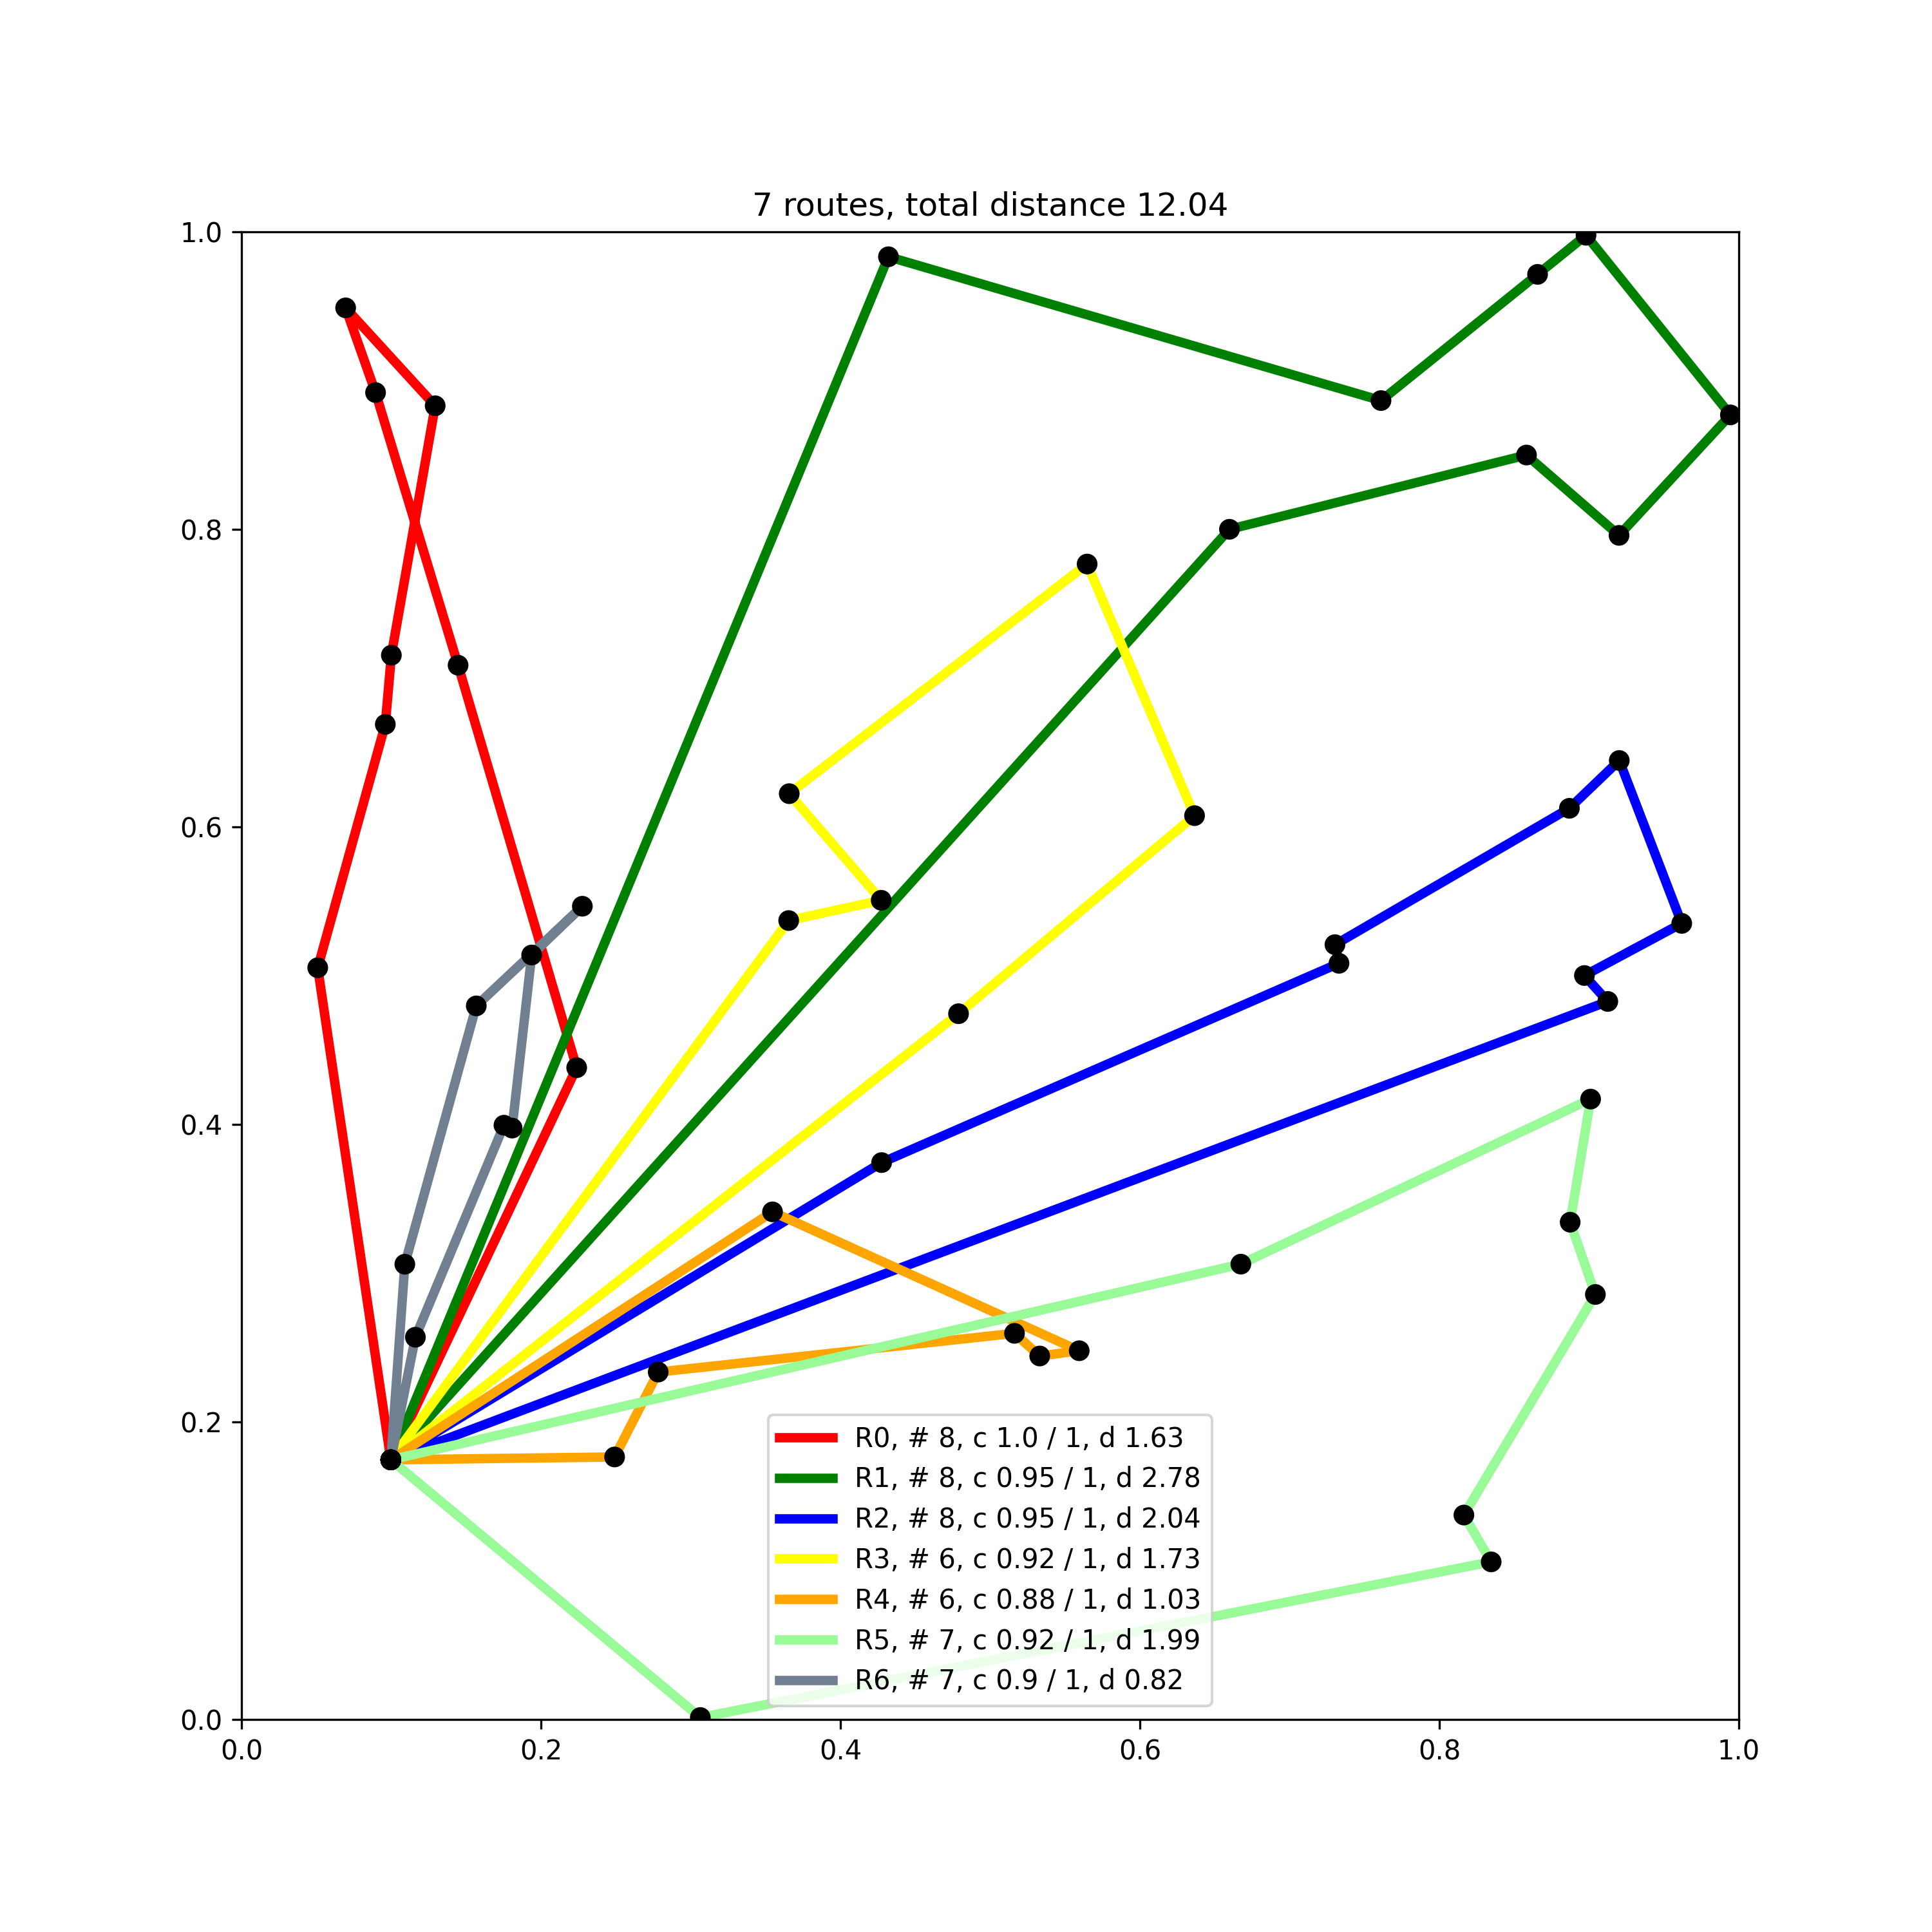 7 routes, total distance 12.04
1.0
0.8
0.6
0.4
0.2
0.0
R0, # 8, c 1.0 / 1, d 1.63
R1, # 8, c 0.95 / 1, d 2.78
R2, # 8, c 0.95 / 1, d 2.04
R3, # 6, c 0.92 / 1, d 1.73
R4, # 6, c 0.88 / 1, d 1.03
R5, # 7, c 0.92 / 1, d 1.99
R6, # 7, c 0.9 / 1, d 0.82
0.0 0.2 0.4 0.6 0.8 1.0